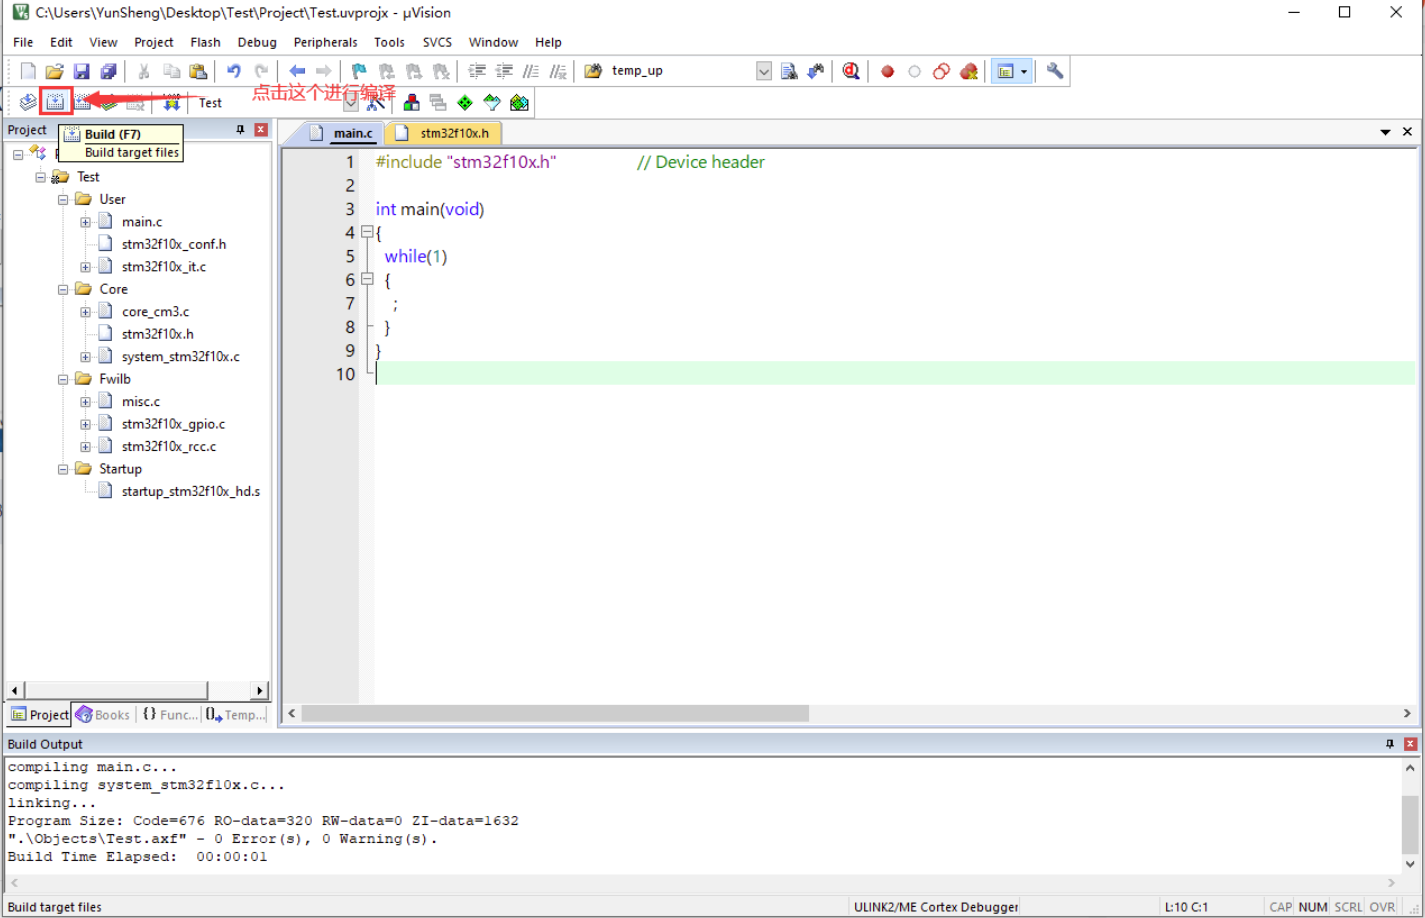 C:\Users\YunSheng\Desktop\Test\Project\Test.uvprojx - µVision
File Edit View Project Flash Debug Peripherals Tools SVCS Window Help
temp_up
点击这个进行编译
Test
Project
Build (F7)
Build target files
main.c
stm32f10x.h
Test
User
main.c
stm32f10x_conf.h
stm32f10x_it.c
Core
core_cm3.c
stm32f10x.h
system_stm32f10x.c
Fwilb
misc.c
stm32f10x_gpio.c
stm32f10x_rcc.c
Startup
startup_stm32f10x_hd.s
1 #include "stm32f10x.h" // Device header
2
3 int main(void)
4 {
5 while(1)
6 {
7 ;
8 }
9 }
10
Project Books {} Func... Temp...
Build Output
compiling main.c...
compiling system_stm32f10x.c...
linking...
Program Size: Code=676 RO-data=320 RW-data=0 ZI-data=1632
".\Objects\Test.axf" - 0 Error(s), 0 Warning(s).
Build Time Elapsed: 00:00:01
Build target files ULINK2/ME Cortex Debugger L:10 C:1 CAP NUM SCRL OVR